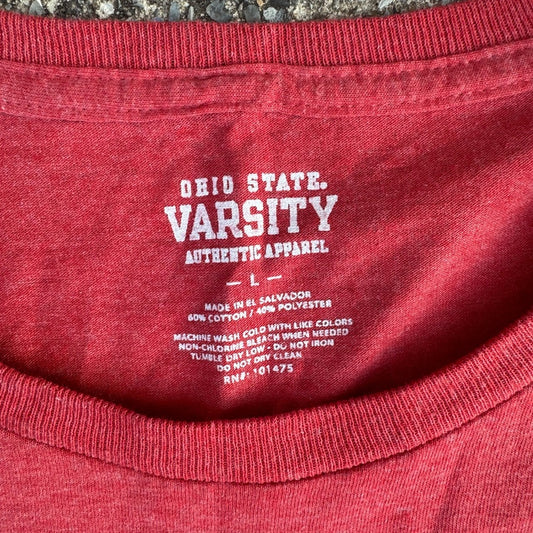 OHIO STATE.
VARSITY
AUTHENTIC APPAREL
- L -
MADE IN EL SALVADOR
60% COTTON / 40% POLYESTER
MACHINE WASH COLD WITH LIKE COLORS
NON-CHLORINE BLEACH WHEN NEEDED
TUMBLE DRY LOW - DO NOT IRON
DO NOT DRY CLEAN
RN#: 101475